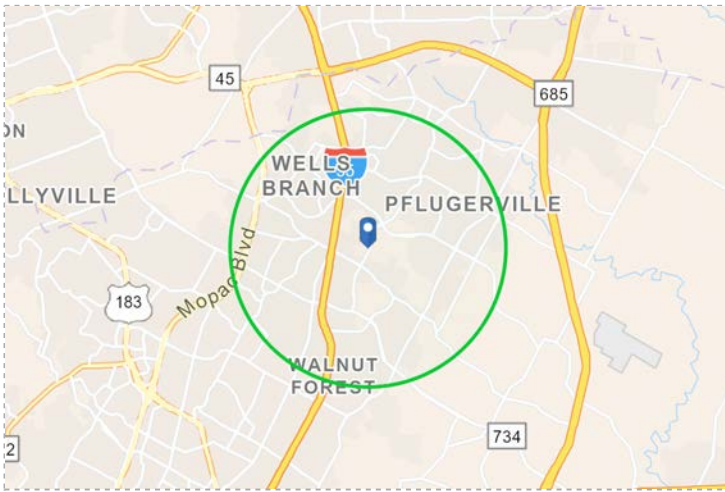 45
685
ON
WELLS
BRANCH
35
LLYVILLE
PFLUGERVILLE
Mopac Blvd
183
WALNUT
FOREST
734
2